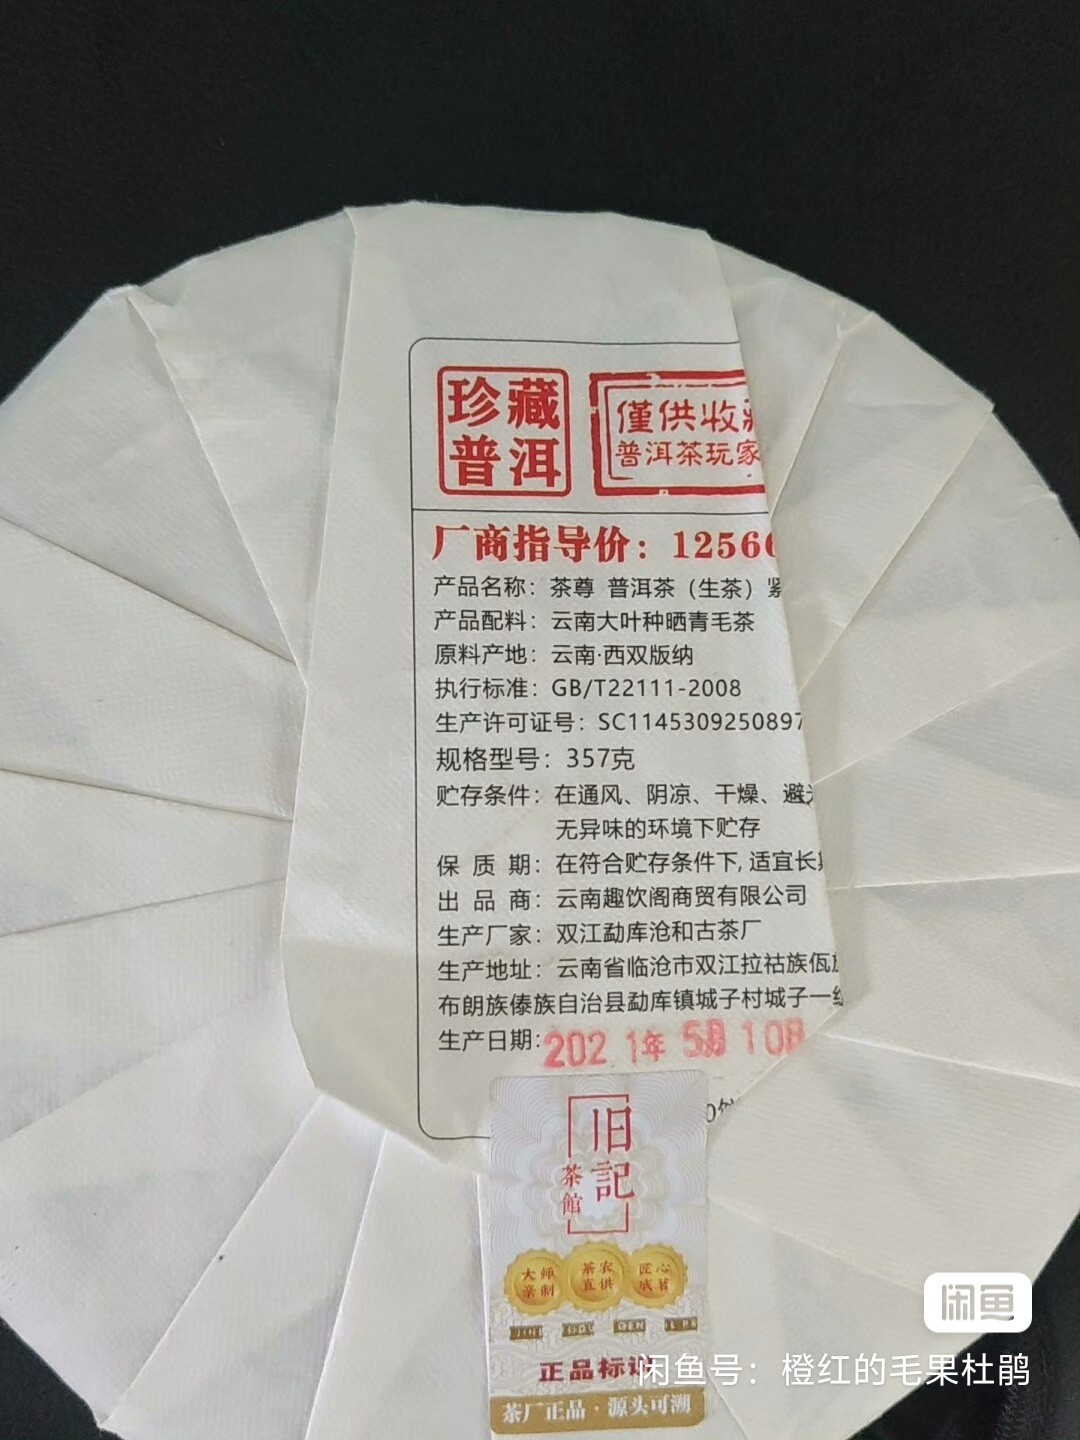 珍藏
普洱
僅供收
普洱茶玩家
厂商指导价：1256
产品名称：茶尊 普洱茶（生茶）紧
产品配料：云南大叶种晒青毛茶
原料产地：云南·西双版纳
执行标准：GB/T22111-2008
生产许可证号：SC1145309250897
规格型号：357克
贮存条件：在通风、阴凉、干燥、避
无异味的环境下贮存
保 质 期：在符合贮存条件下,适宜长
出 品 商：云南趣饮阁商贸有限公司
生产厂家：双江勐库沧和古茶厂
生产地址：云南省临沧市双江拉祜族佤
布朗族傣族自治县勐库镇城子村城子一
生产日期：2021年5月10日
旧記
茶館
大师
亲制
茶农
直供
匠心
成茗
正品标
茶厂正品·源头可溯
闲鱼
闲鱼号：橙红的毛果杜鹃